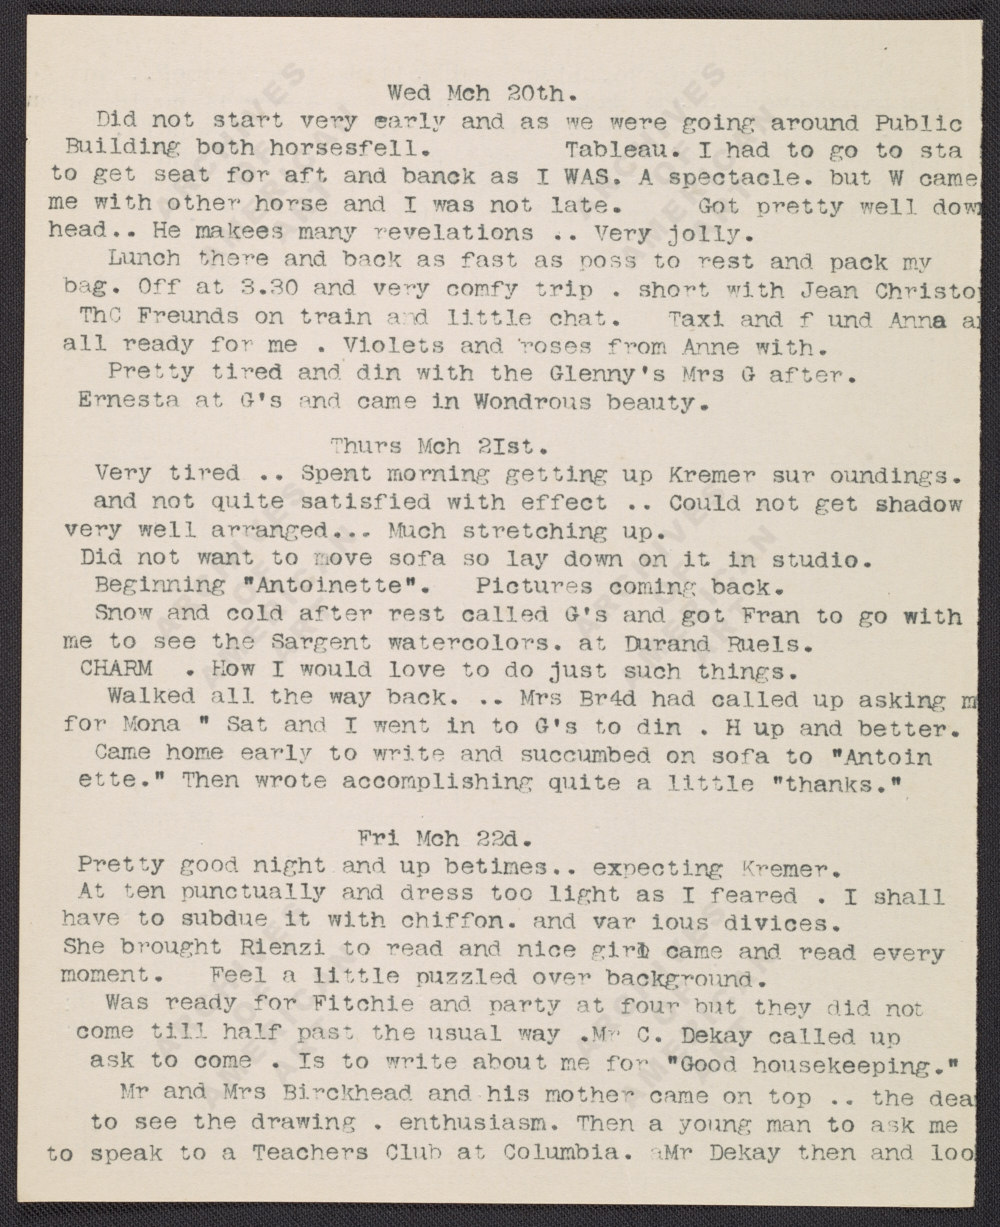 Wed Mch 20th.
Did not start very early and as we were going around Public
Building both horsesfell. Tableau. I had to go to sta
to get seat for aft and banck as I WAS. A spectacle. but W came
me with other horse and I was not late. Got pretty well down
head.. He makees many revelations .. Very jolly.
Lunch there and back as fast as poss to rest and pack my
bag. Off at 3.30 and very comfy trip . short with Jean Christo
ThC Freunds on train and little chat. Taxi and f und Anna a
all ready for me . Violets and roses from Anne with.
Pretty tired and din with the Glenny's Mrs G after.
Ernesta at G's and came in Wondrous beauty.
Thurs Mch 2Ist.
Very tired .. Spent morning getting up Kremer sur oundings.
and not quite satisfied with effect .. Could not get shadow
very well arranged... Much stretching up.
Did not want to move sofa so lay down on it in studio.
Beginning "Antoinette". Pictures coming back.
Snow and cold after rest called G's and got Fran to go with
me to see the Sargent watercolors. at Durand Ruels.
CHARM . How I would love to do just such things.
Walked all the way back. .. Mrs Br4d had called up asking m
for Mona " Sat and I went in to G's to din . H up and better.
Came home early to write and succumbed on sofa to "Antoin
ette." Then wrote accomplishing quite a little "thanks."
Fri Mch 22d.
Pretty good night and up betimes.. expecting Kremer.
At ten punctually and dress too light as I feared . I shall
have to subdue it with chiffon. and var ious divices.
She brought Rienzi to read and nice girl came and read every
moment. Feel a little puzzled over background.
Was ready for Fitchie and party at four but they did not
come till half past the usual way .Mr C. Dekay called up
ask to come . Is to write about me for "Good housekeeping."
Mr and Mrs Birckhead and his mother came on top .. the dea
to see the drawing . enthusiasm. Then a young man to ask me
to speak to a Teachers Club at Columbia. aMr Dekay then and loo